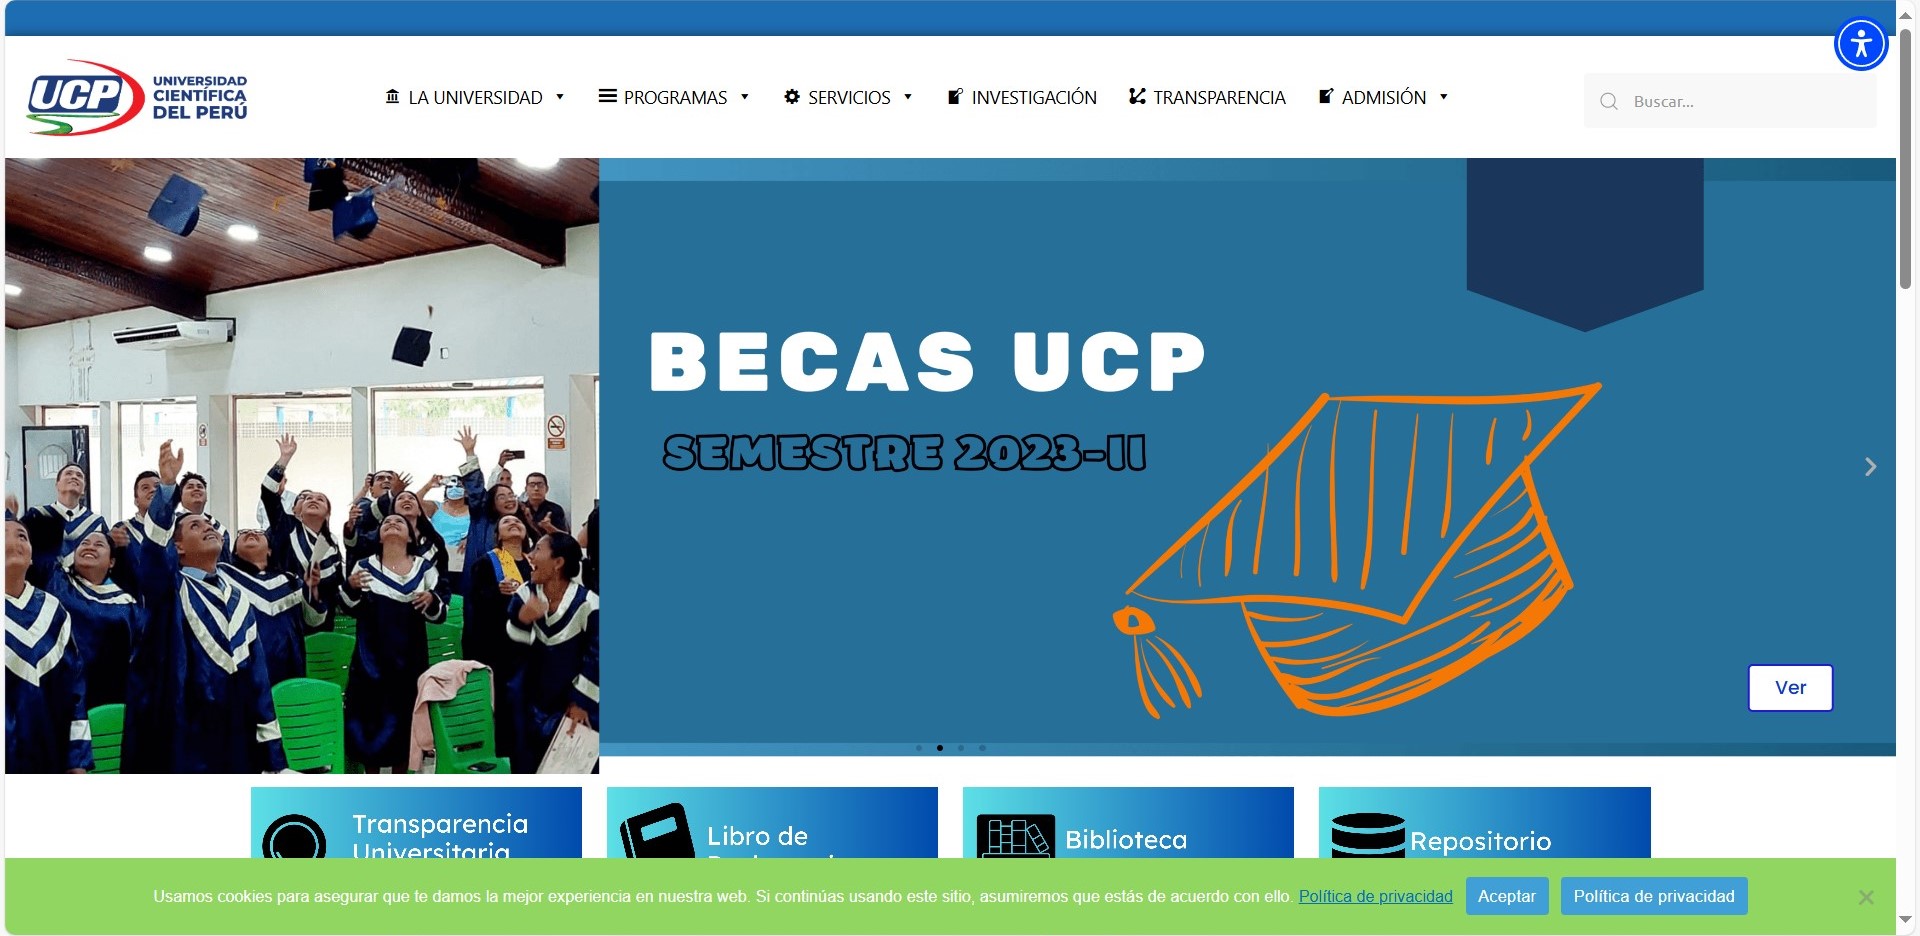 UCP
UNIVERSIDAD
CIENTÍFICA
DEL PERÚ
LA UNIVERSIDAD
PROGRAMAS
SERVICIOS
INVESTIGACIÓN
TRANSPARENCIA
ADMISIÓN
Buscar...
BECAS UCP
SEMESTRE 2023-II
Ver
Transparencia
Universitaria
Libro de
Biblioteca
Repositorio
Usamos cookies para asegurar que te damos la mejor experiencia en nuestra web. Si continúas usando este sitio, asumiremos que estás de acuerdo con ello. Política de privacidad
Aceptar
Política de privacidad